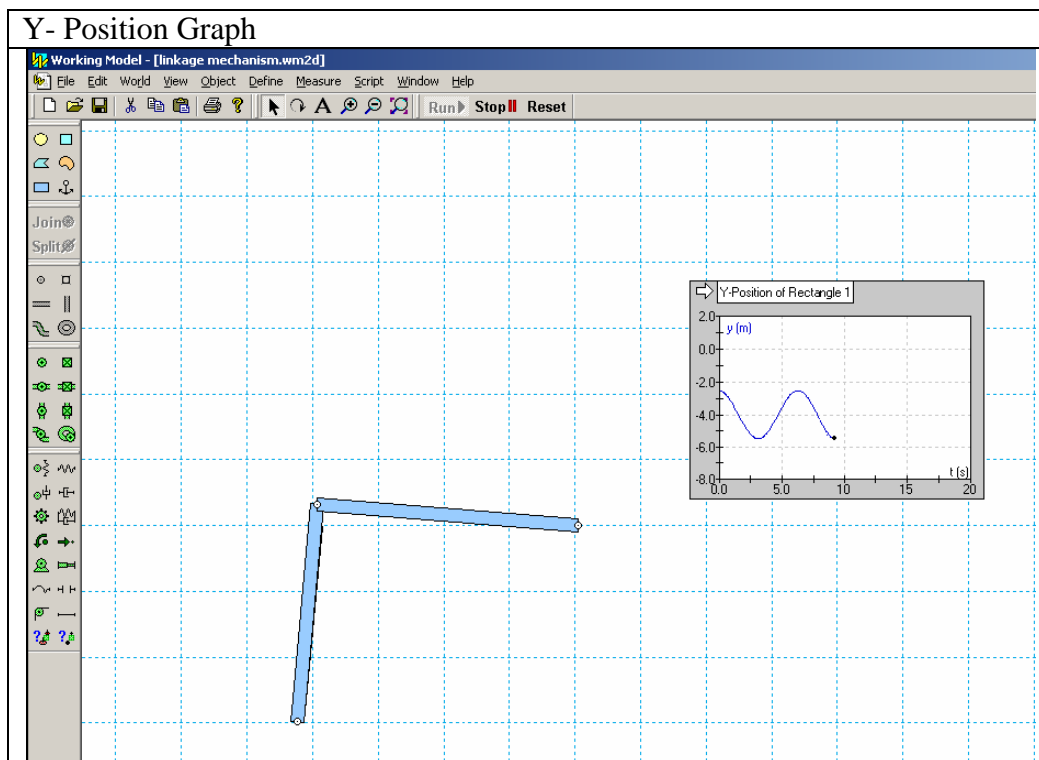 Y- Position Graph
Working Model - [linkage mechanism.wm2d]
File Edit World View Object Define Measure Script Window Help
A Run Stop Reset
Join
Split
Y-Position of Rectangle 1
y (m)
2.0
0.0
-2.0
-4.0
-6.0
-8.0
t (s)
0.0 5.0 10 15 20